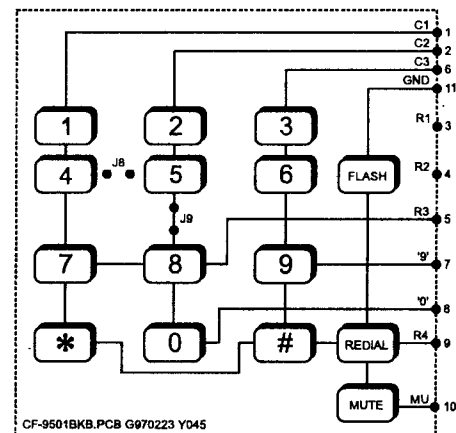 C1 1
C2 2
C3 6
GND 11
1 2 3 R1 3
4 J8 5 6 FLASH R2 4
J9 R3 5
7 8 9 '9' 7
'0' 8
* 0 # REDIAL R4 9
MUTE MU 10
CF-9501BKB.PCB G970223 Y045